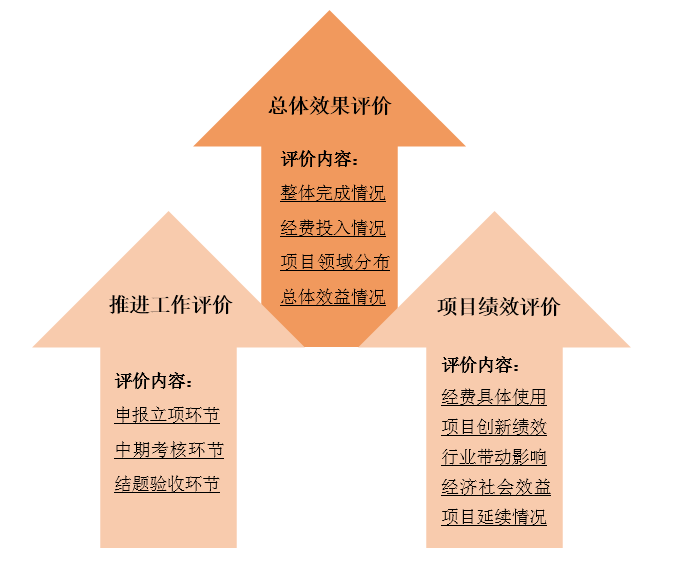 总体效果评价
评价内容：
整体完成情况
经费投入情况
项目领域分布
总体效益情况
推进工作评价
评价内容：
申报立项环节
中期考核环节
结题验收环节
项目绩效评价
评价内容：
经费具体使用
项目创新绩效
行业带动影响
经济社会效益
项目延续情况